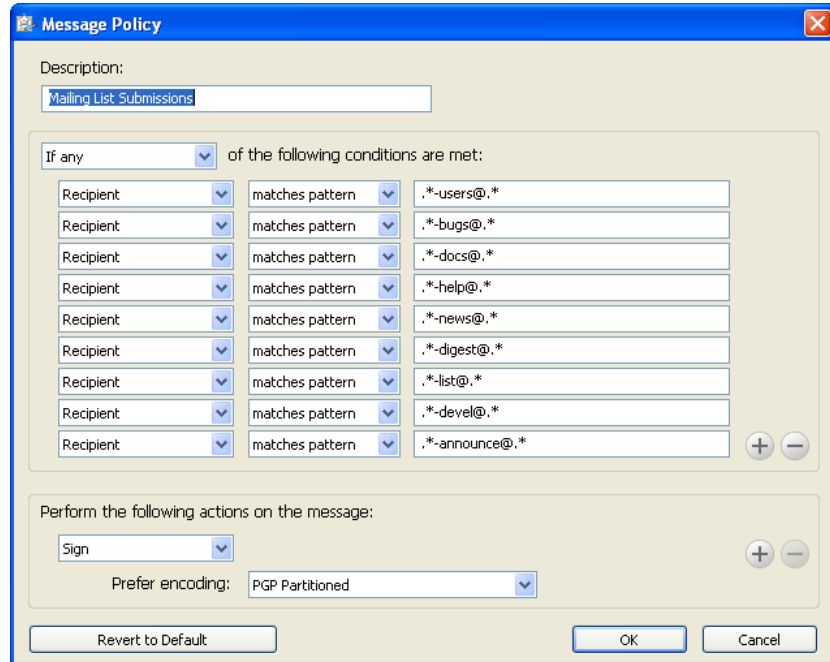 Message Policy
Description:
Mailing List Submissions
If any of the following conditions are met:
Recipient matches pattern .*-users@.*
Recipient matches pattern .*-bugs@.*
Recipient matches pattern .*-docs@.*
Recipient matches pattern .*-help@.*
Recipient matches pattern .*-news@.*
Recipient matches pattern .*-digest@.*
Recipient matches pattern .*-list@.*
Recipient matches pattern .*-devel@.*
Recipient matches pattern .*-announce@.*
Perform the following actions on the message:
Sign
Prefer encoding: PGP Partitioned
Revert to Default OK Cancel